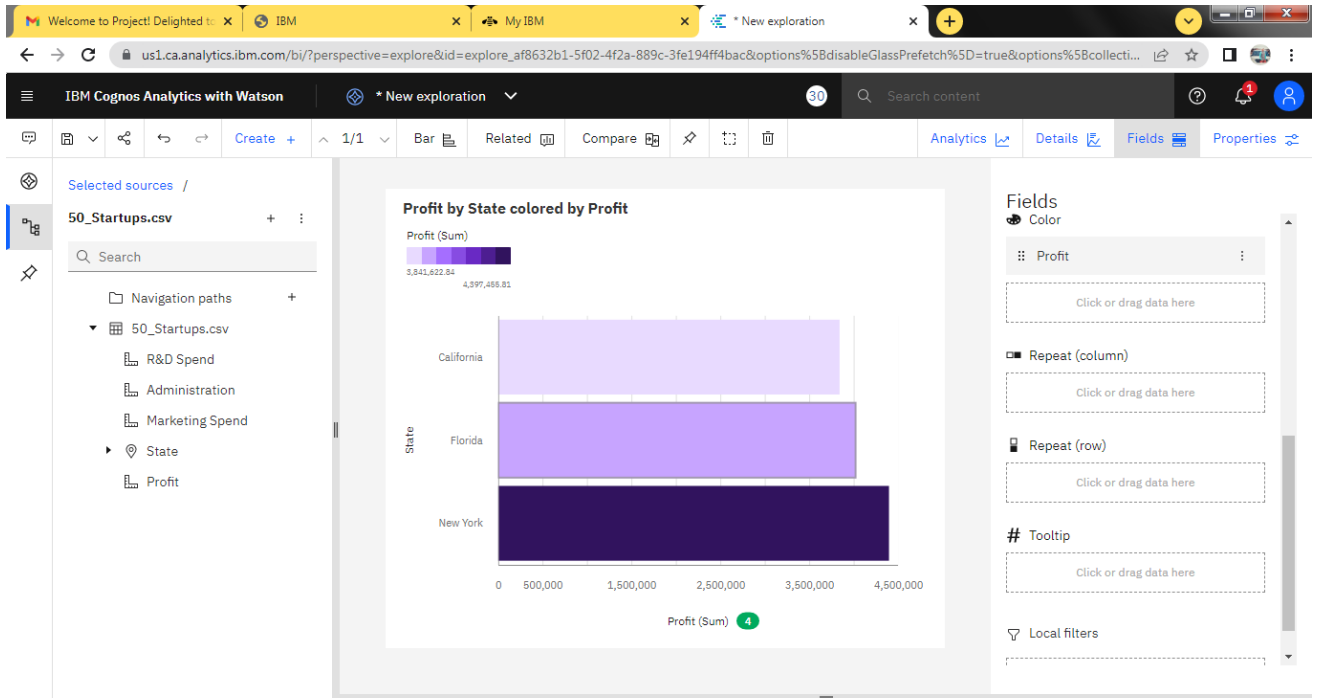 Welcome to Project! Delighted to
IBM
My IBM
* New exploration
us1.ca.analytics.ibm.com/bi/?perspective=explore&id=explore_af8632b1-5f02-4f2a-889c-3fe194ff4bac&options%5BdisableGlassPrefetch%5D=true&options%5Bcollecti...
IBM Cognos Analytics with Watson
* New exploration
30
Search content
1
Create +
1/1
Bar
Related
Compare
Analytics
Details
Fields
Properties
Selected sources /
50_Startups.csv
Search
Navigation paths
50_Startups.csv
R&D Spend
Administration
Marketing Spend
State
Profit
Profit by State colored by Profit
Profit (Sum)
3,841,622.84
4,397,455.81
California
Florida
New York
State
0 500,000 1,500,000 2,500,000 3,500,000 4,500,000
Profit (Sum) 4
Fields
Color
Profit
Click or drag data here
Repeat (column)
Click or drag data here
Repeat (row)
Click or drag data here
# Tooltip
Click or drag data here
Local filters